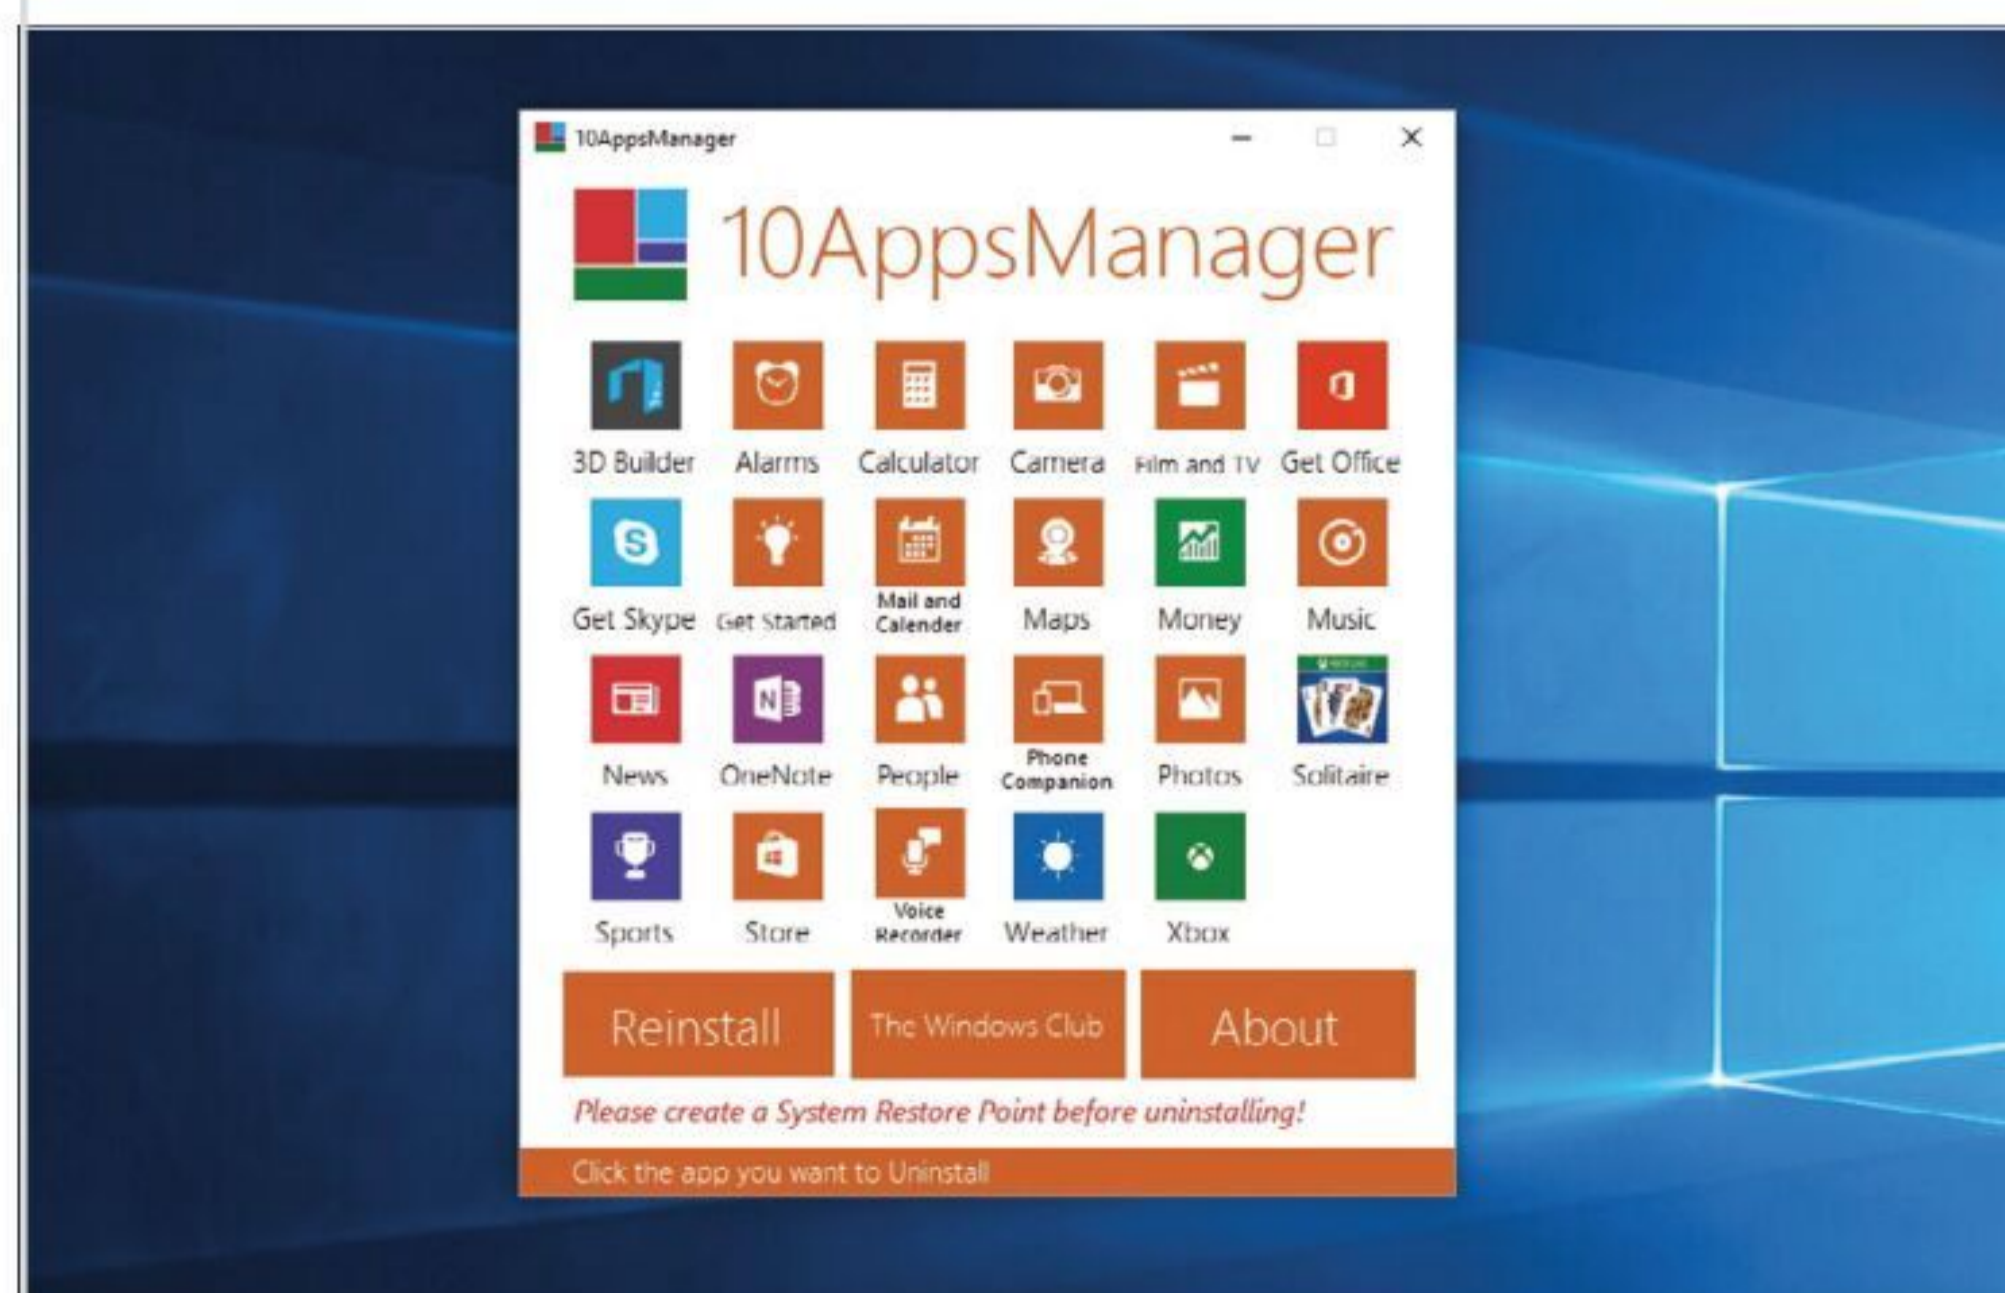 10AppsManager
10AppsManager
3D Builder Alarms Calculator Camera Film and TV Get Office
Get Skype Get Started Mail and Calender Maps Money Music
News OneNote People Phone Companion Photos Solitaire
Sports Store Voice Recorder Weather Xbox
Reinstall The Windows Club About
Please create a System Restore Point before uninstalling!
Click the app you want to Uninstall